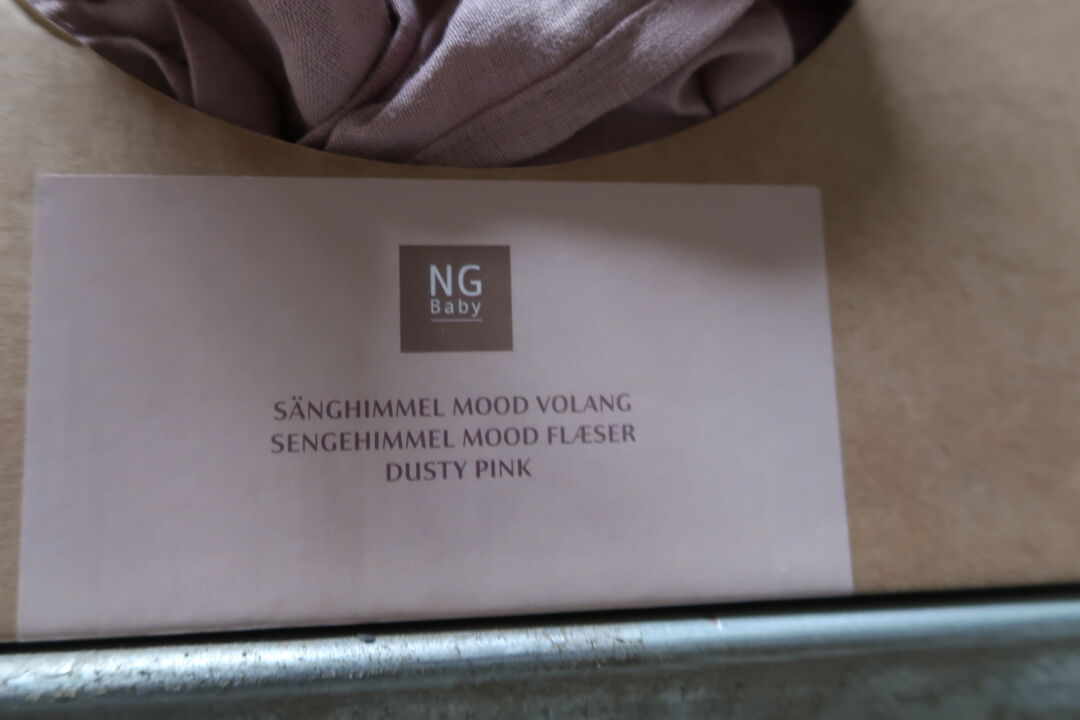 NG
Baby
SÄNGHIMMEL MOOD VOLANG
SENGEHIMMEL MOOD FLÆSER
DUSTY PINK